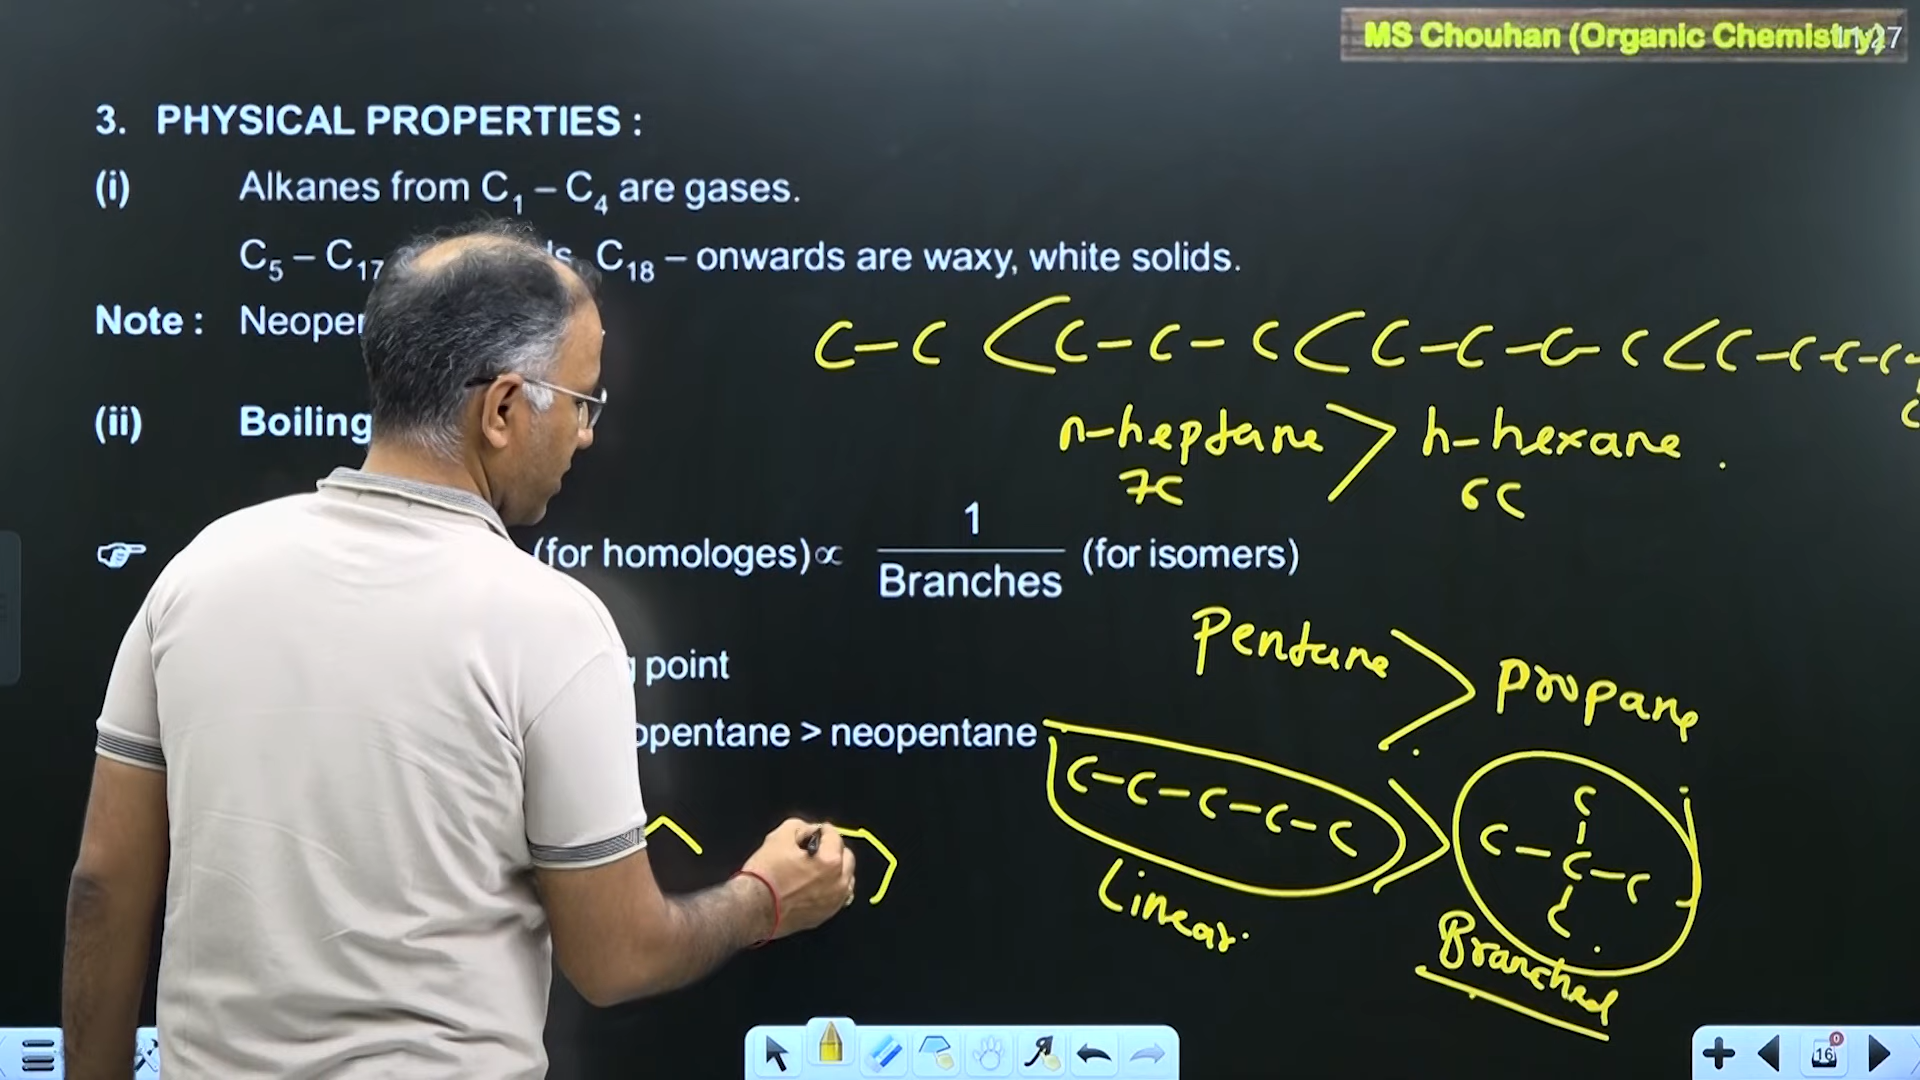 MS Chouhan (Organic Chemistry)
3. PHYSICAL PROPERTIES :
(i) Alkanes from C₁ – C₄ are gases.
C₅ – C₁₇ C₁₈ – onwards are waxy, white solids.
Note :
C-C < C-C-C < C-C-C-C < C-C-C-C-
C
(ii) Boiling
n-heptane > n-hexane .
7C 6C
(for homologes) ∝ 1/Branches (for isomers)
Pentane > propane
point
opentane > neopentane
C-C-C-C-C > C-C-C
C
C
Linear.
Branched
16
0